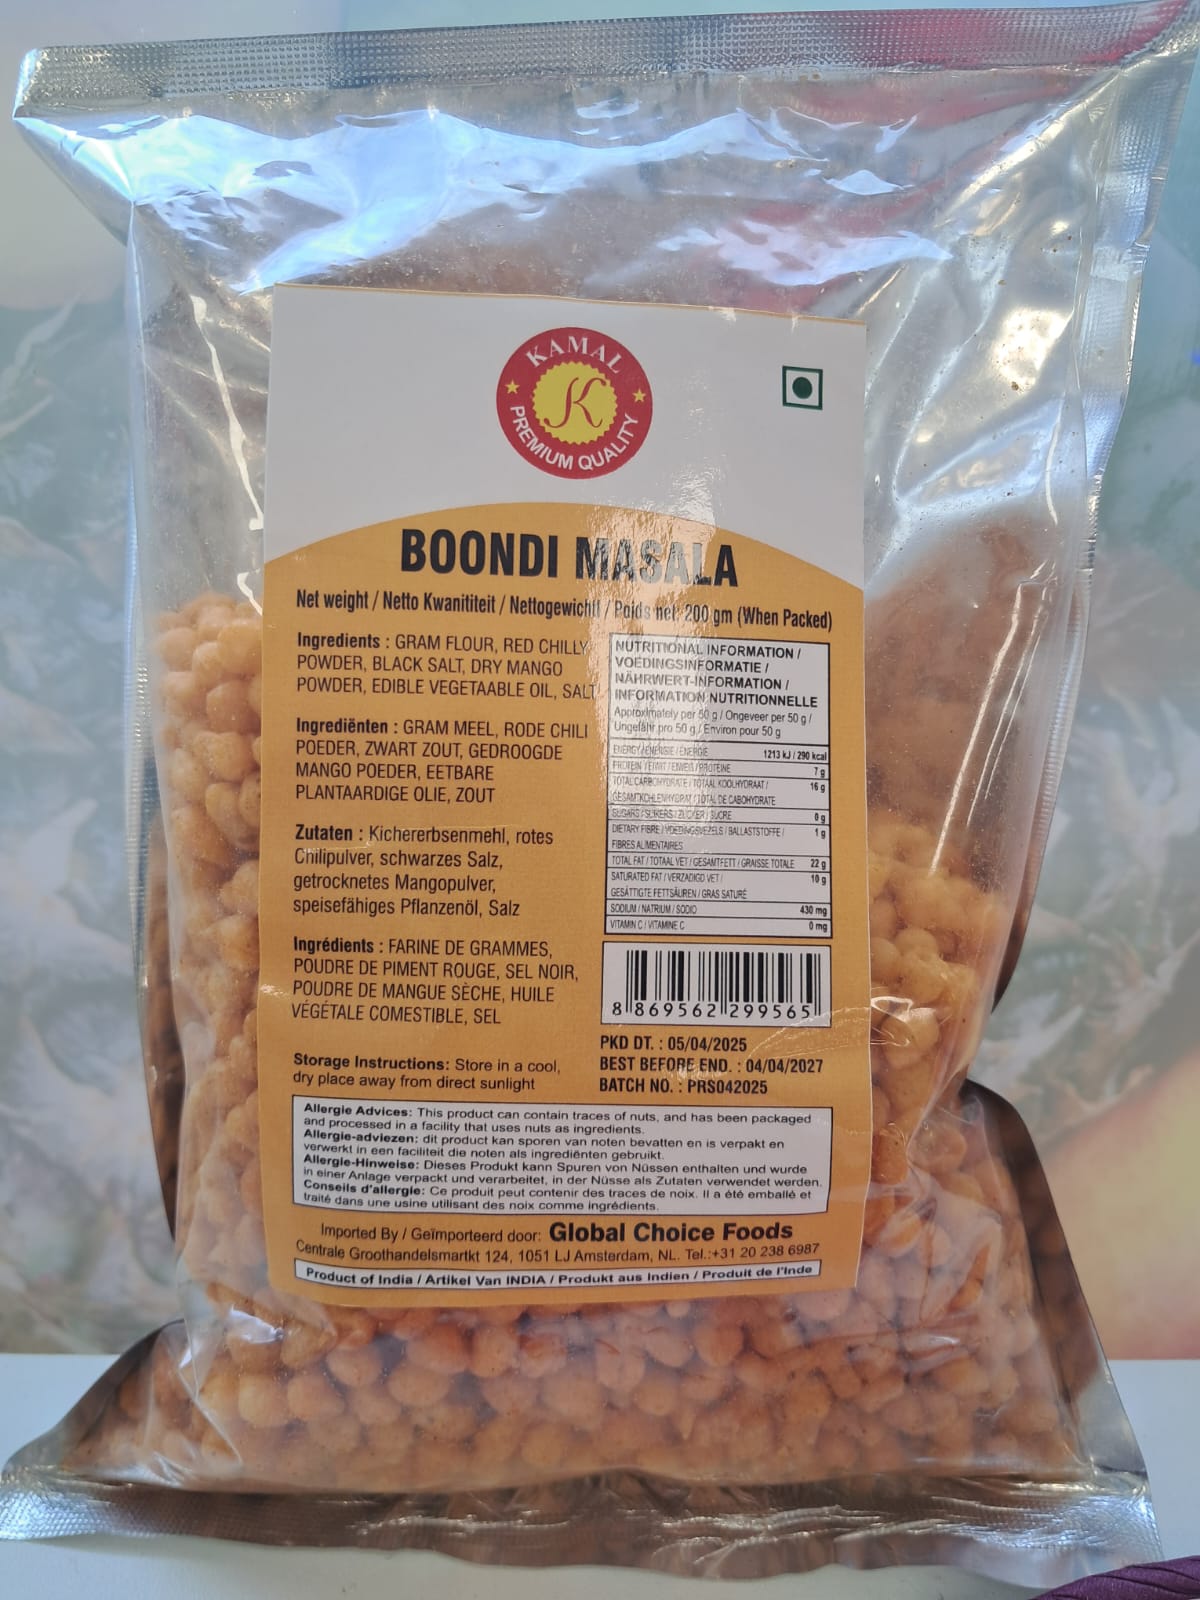 KAMAL
K
PREMIUM QUALITY
BOONDI MASALA
Net weight / Netto Kwanititeit / Nettogewichtl / Poids net: 200 gm (When Packed)
Ingredients : GRAM FLOUR, RED CHILLY
POWDER, BLACK SALT, DRY MANGO
POWDER, EDIBLE VEGETAABLE OIL, SALT
Ingrediënten : GRAM MEEL, RODE CHILI
POEDER, ZWART ZOUT, GEDROOGDE
MANGO POEDER, EETBARE
PLANTAARDIGE OLIE, ZOUT
Zutaten : Kichererbsenmehl, rotes
Chilipulver, schwarzes Salz,
getrocknetes Mangopulver,
speisefähiges Pflanzenöl, Salz
Ingrédients : FARINE DE GRAMMES,
POUDRE DE PIMENT ROUGE, SEL NOIR,
POUDRE DE MANGUE SÈCHE, HUILE
VÉGÉTALE COMESTIBLE, SEL
Storage Instructions: Store in a cool,
dry place away from direct sunlight
NUTRITIONAL INFORMATION /
VOEDINGSINFORMATIE /
NÄHRWERT-INFORMATION /
INFORMATION NUTRITIONNELLE
Approximately per 50 g / Ongeveer per 50 g /
Ungefähr pro 50 g / Environ pour 50 g
ENERGY / ENERGIE / ÉNERGIE 1213 kJ / 290 kcal
PROTEIN / EIWIT / EIWEIß / PROTEINE 7 g
TOTAL CARBOHYDRATE / TOTAAL KOOLHYDRAAT / 16 g
GESAMTKOHLENHYDRAT / TOTAL DE CABOHYDRATE
SUGARS / SUIKERS / ZUCKER / SUCRE 0 g
DIETARY FIBRE / VOEDINGSVEZELS / BALLASTSTOFFE / 1 g
FIBRES ALIMENTAIRES
TOTAL FAT / TOTAAL VET / GESAMTFETT / GRAISSE TOTALE 22 g
SATURATED FAT / VERZADIGD VET / 10 g
GESÄTTIGTE FETTSÄUREN / GRAS SATURÉ
SODIUM / NATRIUM / SODIO 430 mg
VITAMIN C / VITAMINE C 0 mg
8 869562 299565
PKD DT. : 05/04/2025
BEST BEFORE END. : 04/04/2027
BATCH NO. : PRS042025
Allergie Advices: This product can contain traces of nuts, and has been packaged
and processed in a facility that uses nuts as ingredients.
Allergie-adviezen: dit product kan sporen van noten bevatten en is verpakt en
verwerkt in een faciliteit die noten als ingrediënten gebruikt.
Allergie-Hinweise: Dieses Produkt kann Spuren von Nüssen enthalten und wurde
in einer Anlage verpackt und verarbeitet, in der Nüsse als Zutaten verwendet werden.
Conseils d'allergie: Ce produit peut contenir des traces de noix. Il a été emballé et
traité dans une usine utilisant des noix comme ingrédients.
Imported By / Geïmporteerd door: Global Choice Foods
Centrale Groothandelsmartkt 124, 1051 LJ Amsterdam, NL. Tel.:+31 20 238 6987
Product of India / Artikel Van INDIA / Produkt aus Indien / Produit de l'Inde